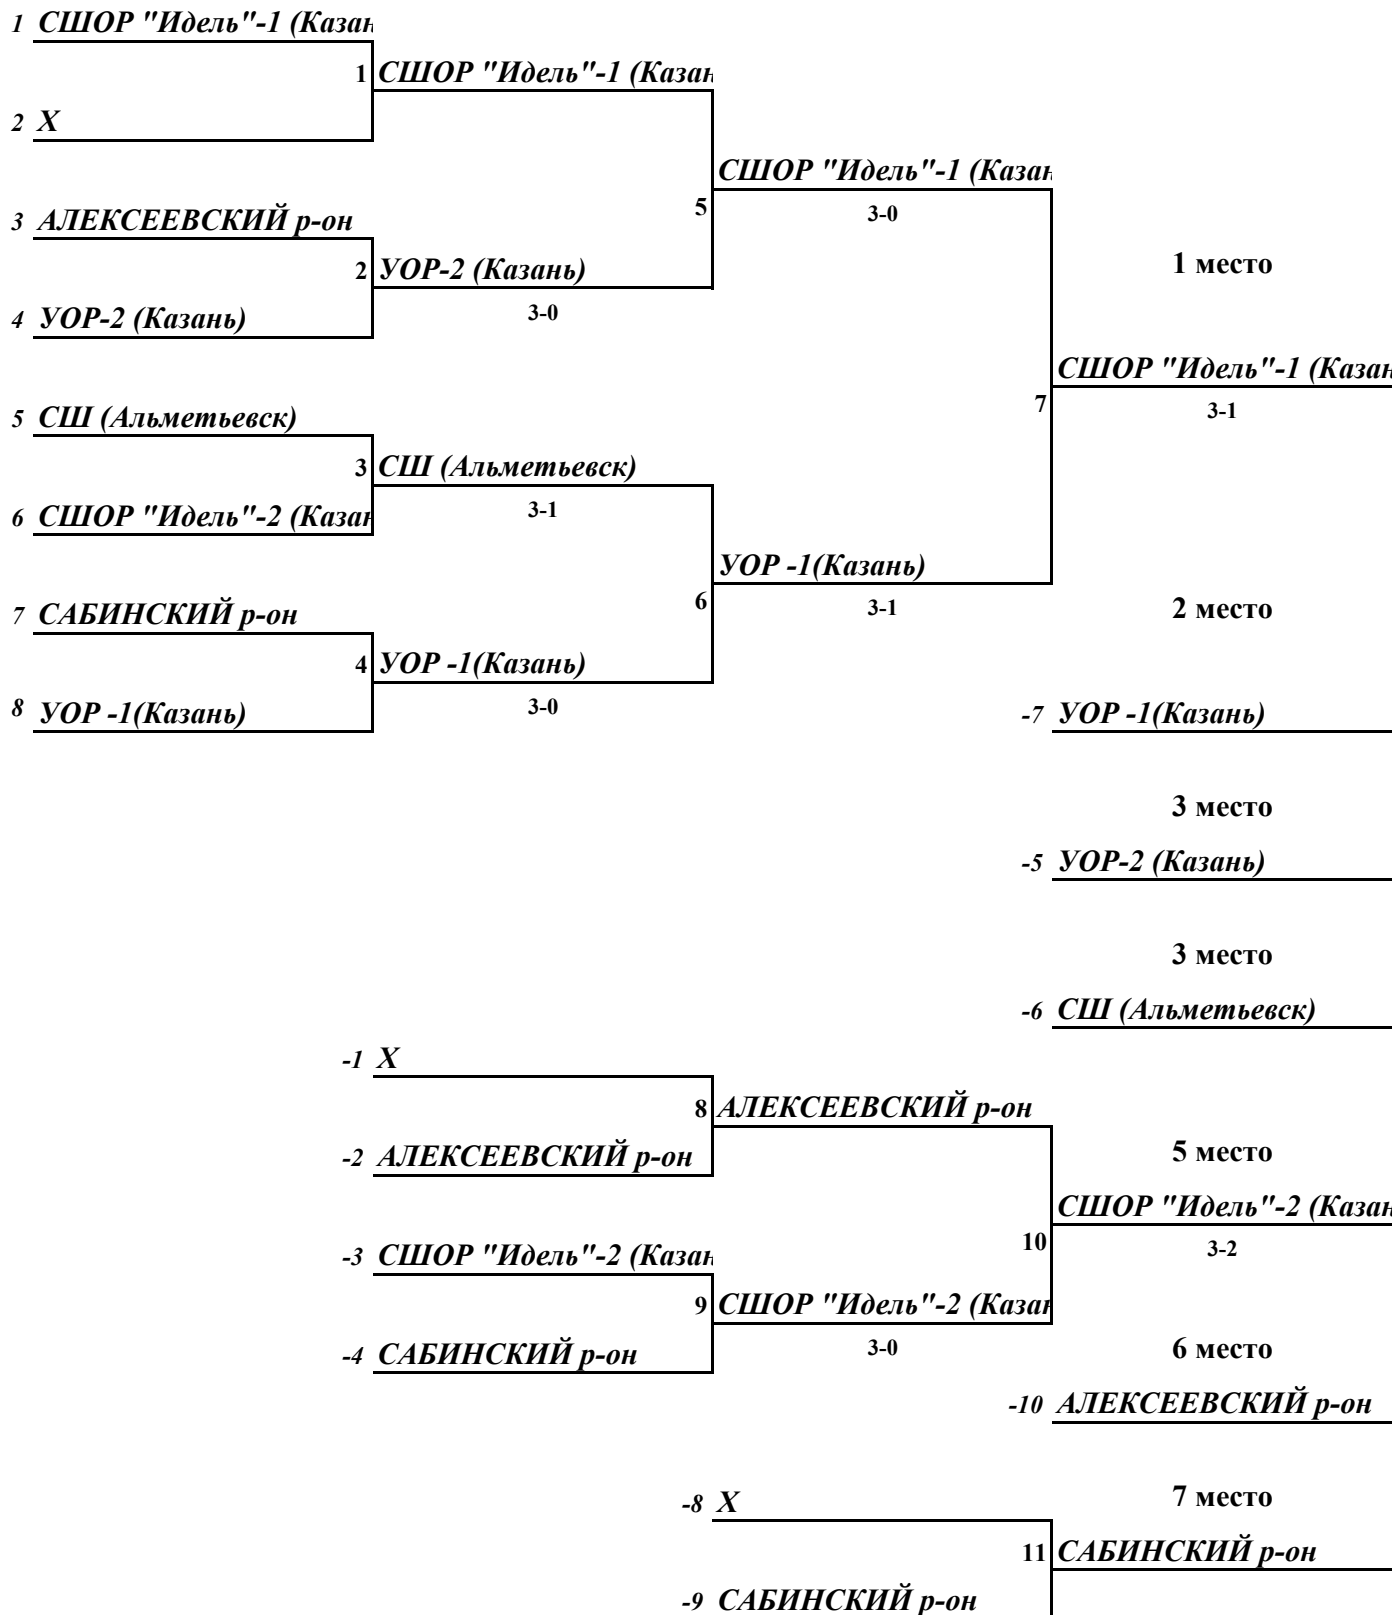 1 СШОР "Идель"-1 (Казан
1 СШОР "Идель"-1 (Казан
2 X
СШОР "Идель"-1 (Казан
5 3-0
3 АЛЕКСЕЕВСКИЙ р-он
2 УОР-2 (Казань)
1 место
3-0
4 УОР-2 (Казань)
СШОР "Идель"-1 (Казан
7 3-1
5 СШ (Альметьевск)
3 СШ (Альметьевск)
3-1
6 СШОР "Идель"-2 (Казан
УОР -1(Казань)
6 3-1
2 место
7 САБИНСКИЙ р-он
4 УОР -1(Казань)
3-0
8 УОР -1(Казань)
-7 УОР -1(Казань)
3 место
-5 УОР-2 (Казань)
3 место
-6 СШ (Альметьевск)
-1 X
8 АЛЕКСЕЕВСКИЙ р-он
-2 АЛЕКСЕЕВСКИЙ р-он
5 место
СШОР "Идель"-2 (Казан
10 3-2
-3 СШОР "Идель"-2 (Казан
9 СШОР "Идель"-2 (Казан
3-0
-4 САБИНСКИЙ р-он
6 место
-10 АЛЕКСЕЕВСКИЙ р-он
7 место
-8 X
11 САБИНСКИЙ р-он
-9 САБИНСКИЙ р-он